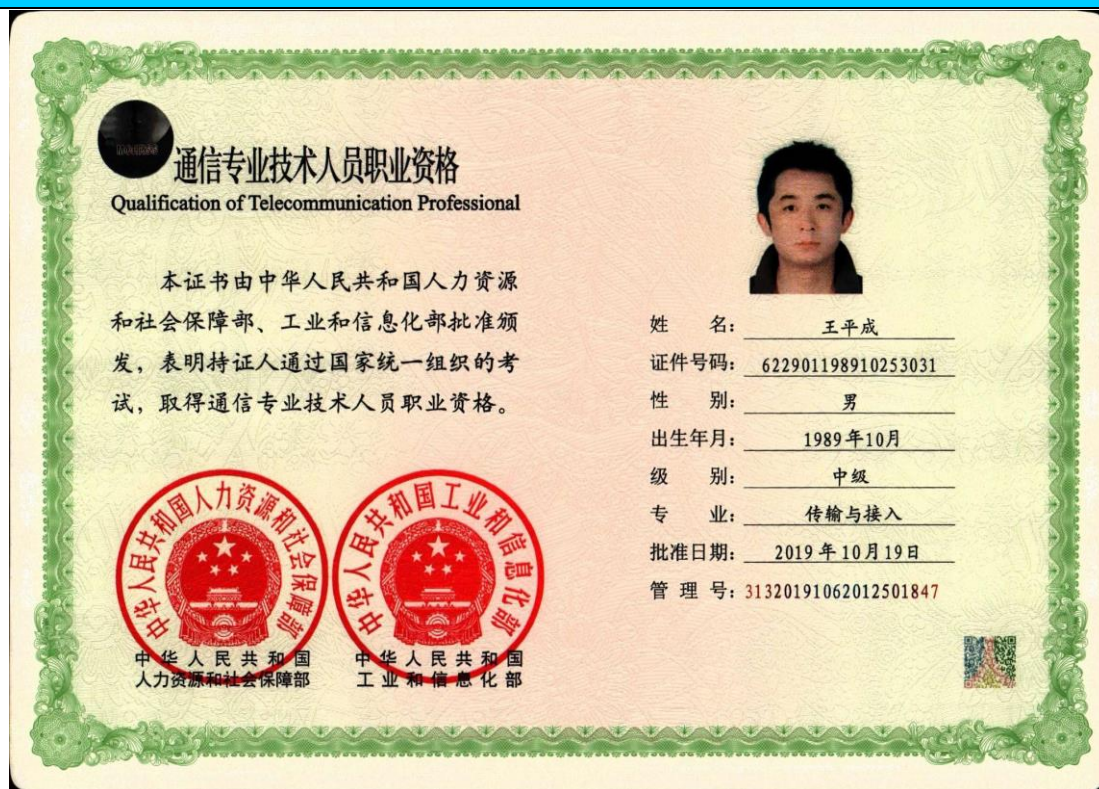 通信专业技术人员职业资格
Qualification of Telecommunication Professional
本证书由中华人民共和国人力资源
和社会保障部、工业和信息化部批准颁
发，表明持证人通过国家统一组织的考
试，取得通信专业技术人员职业资格。
中华人民共和国人力资源和社会保障部
中华人民共和国
人力资源和社会保障部
中华人民共和国工业和信息化部
中华人民共和国
工业和信息化部
姓 名：王平成
证件号码：622901198910253031
性 别：男
出生年月：1989年10月
级 别：中级
专 业：传输与接入
批准日期：2019年10月19日
管 理 号：31320191062012501847